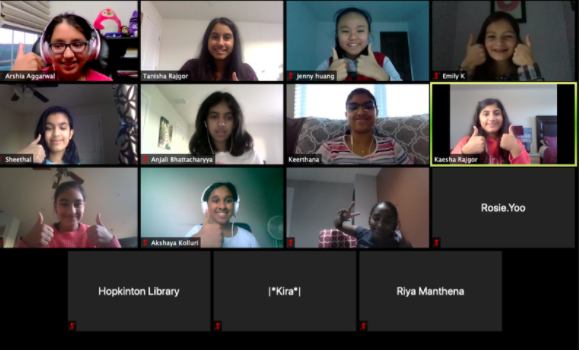 Arshia Aggarwal
Tanisha Rajgor
jenny huang
Emily K
Sheethal
Anjali Bhattacharyya
Keerthana
Kaesha Rajgor
Akshaya Kolluri
Rosie.Yoo
Hopkinton Library
|*Kira*|
Riya Manthena